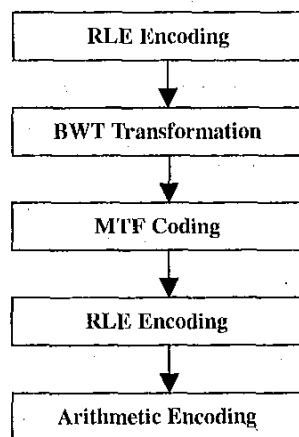 RLE Encoding
BWT Transformation
MTF Coding
RLE Encoding
Arithmetic Encoding